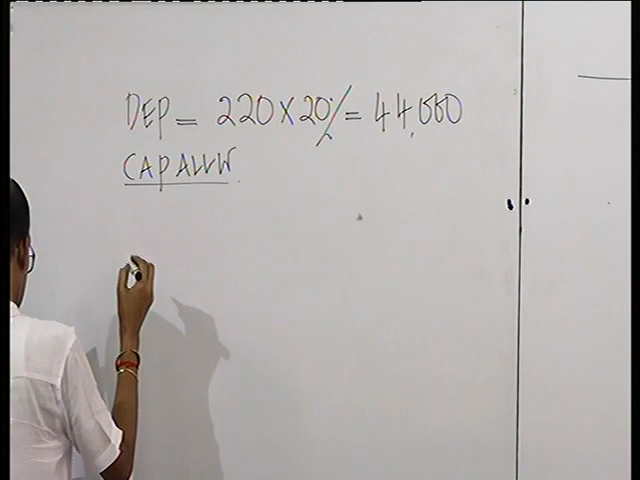 DEP = 220 X 20% = 44,000
CAP ALLW.